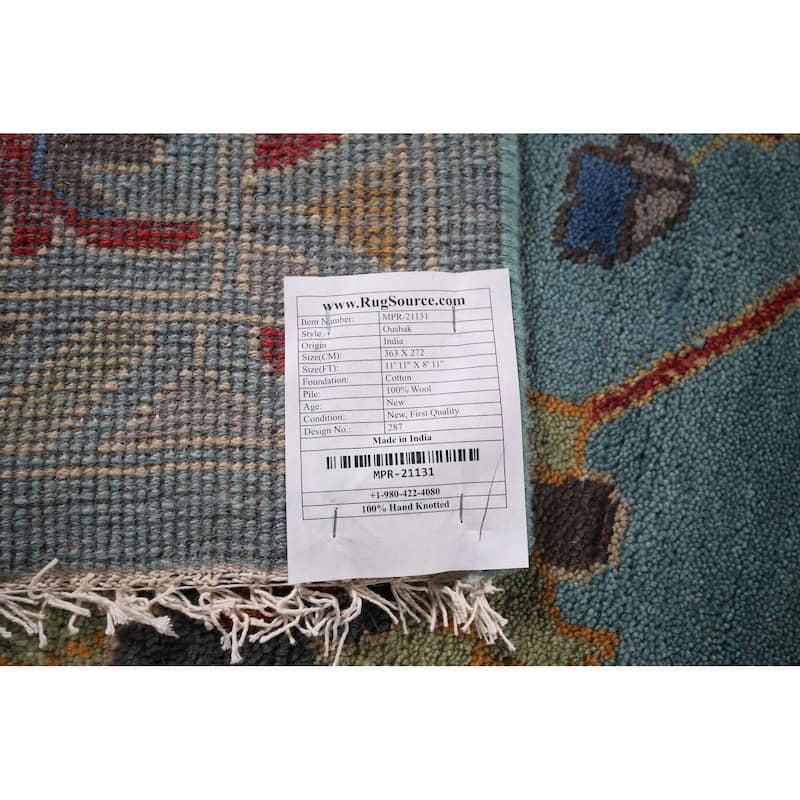 www.RugSource.com
Item Number: MPR-21131
Style Oushak
Origin India
Size(CM): 363 X 272
Size(FT): 11' 11" X 8' 11"
Foundation: Cotton
Pile: 100% Wool
Age: New
Condition: New, First Quality
Design No.: 287
Made in India
MPR-21131
+1-980-422-4080
100% Hand Knotted